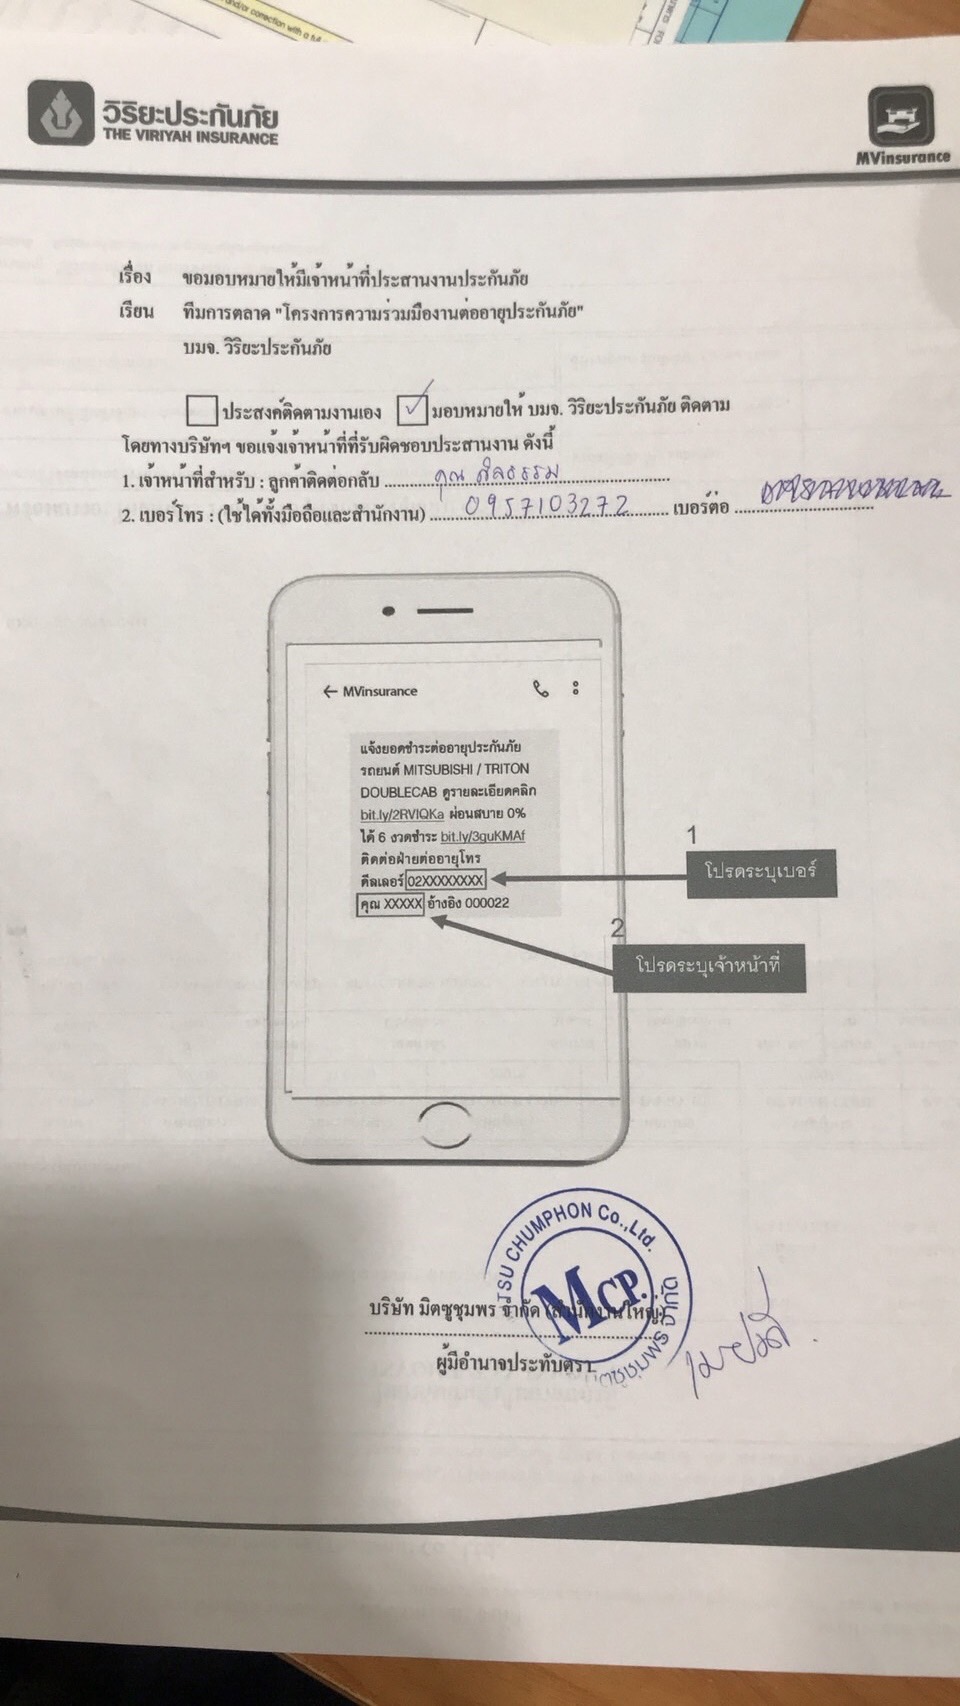 and/or correction with a
วิริยะประกันภัย
THE VIRIYAH INSURANCE
MVinsurance
เรื่อง ขอมอบหมายให้มีเจ้าหน้าที่ประสานงานประกันภัย
เรียน ทีมการตลาด "โครงการความร่วมมืองานต่ออายุประกันภัย"
บมจ. วิริยะประกันภัย
ประสงค์ติดตามงานเอง ✓ มอบหมายให้ บมจ. วิริยะประกันภัย ติดตาม
โดยทางบริษัทฯ ขอแจ้งเจ้าหน้าที่ที่รับผิดชอบประสานงาน ดังนี้
1. เจ้าหน้าที่สำหรับ : ลูกค้าติดต่อกลับ คุณ ศิลธรรม
2. เบอร์โทร : (ใช้ได้ทั้งมือถือและสำนักงาน) 0957103272 เบอร์ต่อ
← MVinsurance
แจ้งยอดชำระต่ออายุประกันภัย
รถยนต์ MITSUBISHI / TRITON
DOUBLECAB ดูรายละเอียดคลิก
bit.ly/2RVIQKa ผ่อนสบาย 0%
ได้ 6 งวดชำระ bit.ly/3guKMAf
ติดต่อฝ่ายต่ออายุโทร
ดีลเลอร์ 02XXXXXXXX
คุณ XXXXX อ้างอิง 000022
1
โปรดระบุเบอร์
2
โปรดระบุเจ้าหน้าที่
TSU CHUMPHON Co.,Ltd.
MCP.
บริษัท มิตซูชุมพร จำกัด (สำนักงานใหญ่)
ผู้มีอำนาจประทับตรา
ตซูชุมพร จำกัด